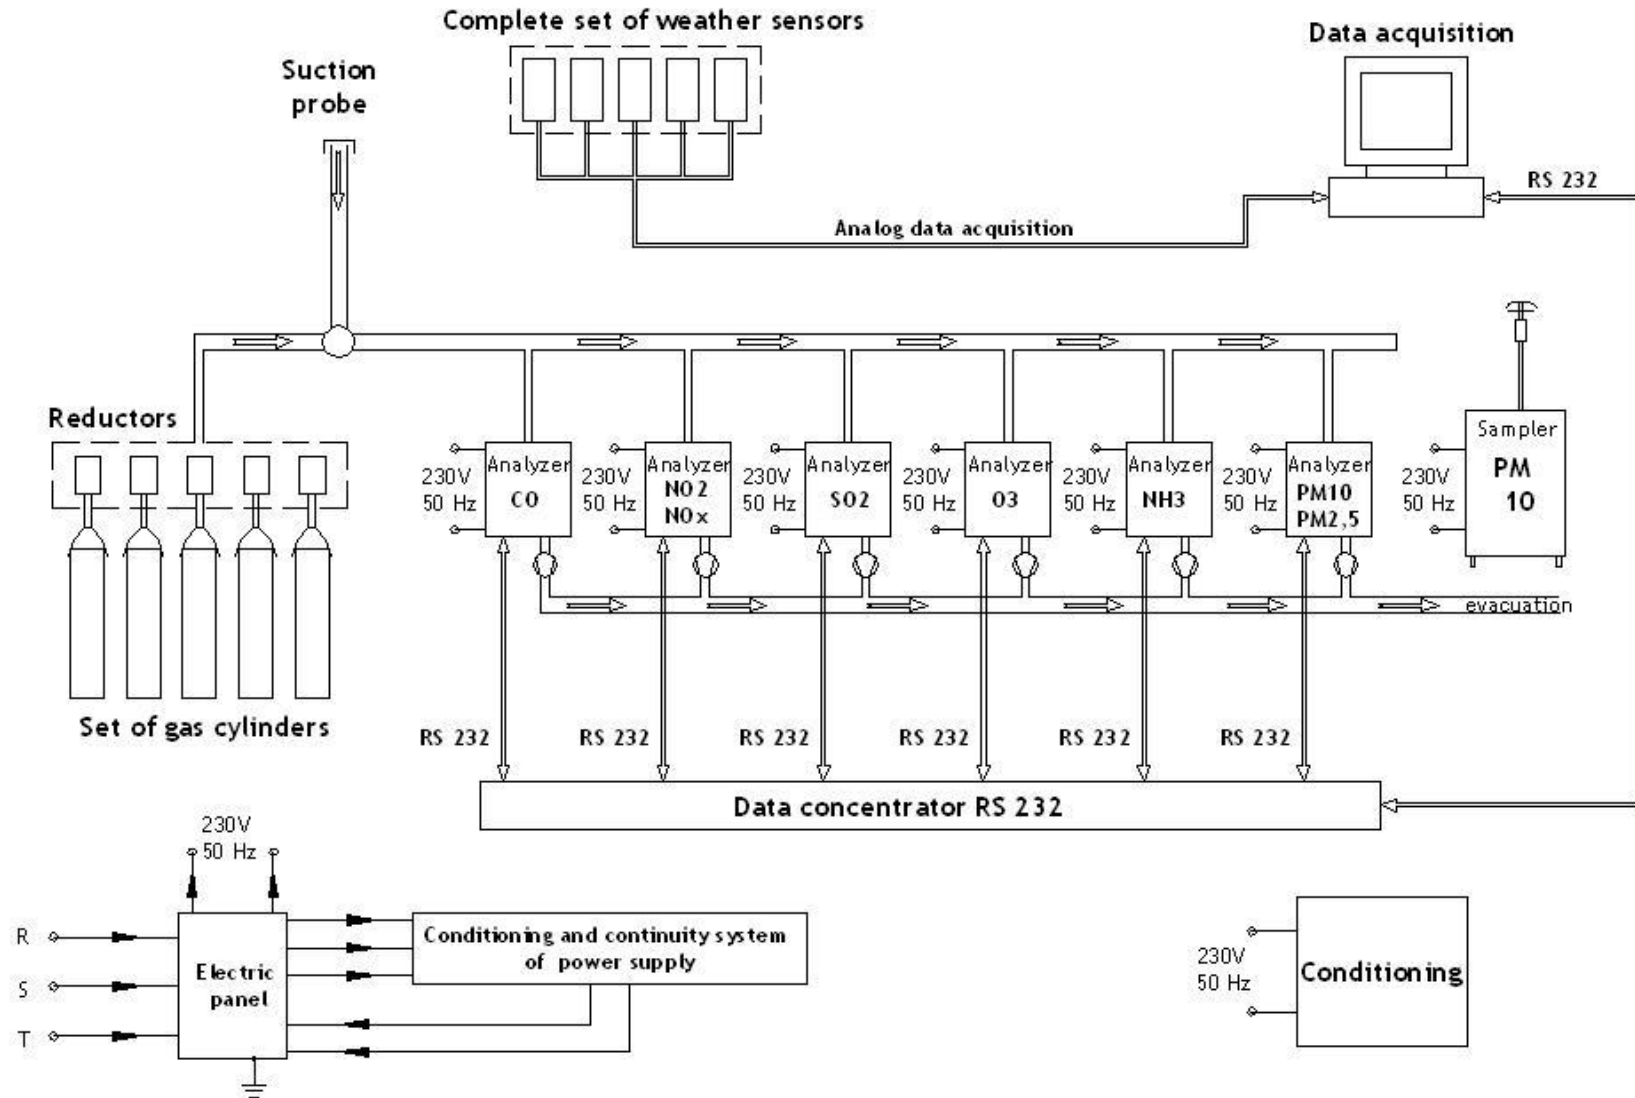 Complete set of weather sensors
Data acquisition
Suction
probe
RS 232
Analog data acquisition
Reductors
Sampler
PM
10
230V
50 Hz
Analyzer
CO
230V
50 Hz
Analyzer
NO2
NOx
230V
50 Hz
Analyzer
SO2
230V
50 Hz
Analyzer
O3
230V
50 Hz
Analyzer
NH3
230V
50 Hz
Analyzer
PM10
PM2,5
230V
50 Hz
evacuation
Set of gas cylinders
RS 232
RS 232
RS 232
RS 232
RS 232
RS 232
Data concentrator RS 232
230V
50 Hz
R
S
T
Electric
panel
Conditioning and continuity system
of power supply
230V
50 Hz
Conditioning